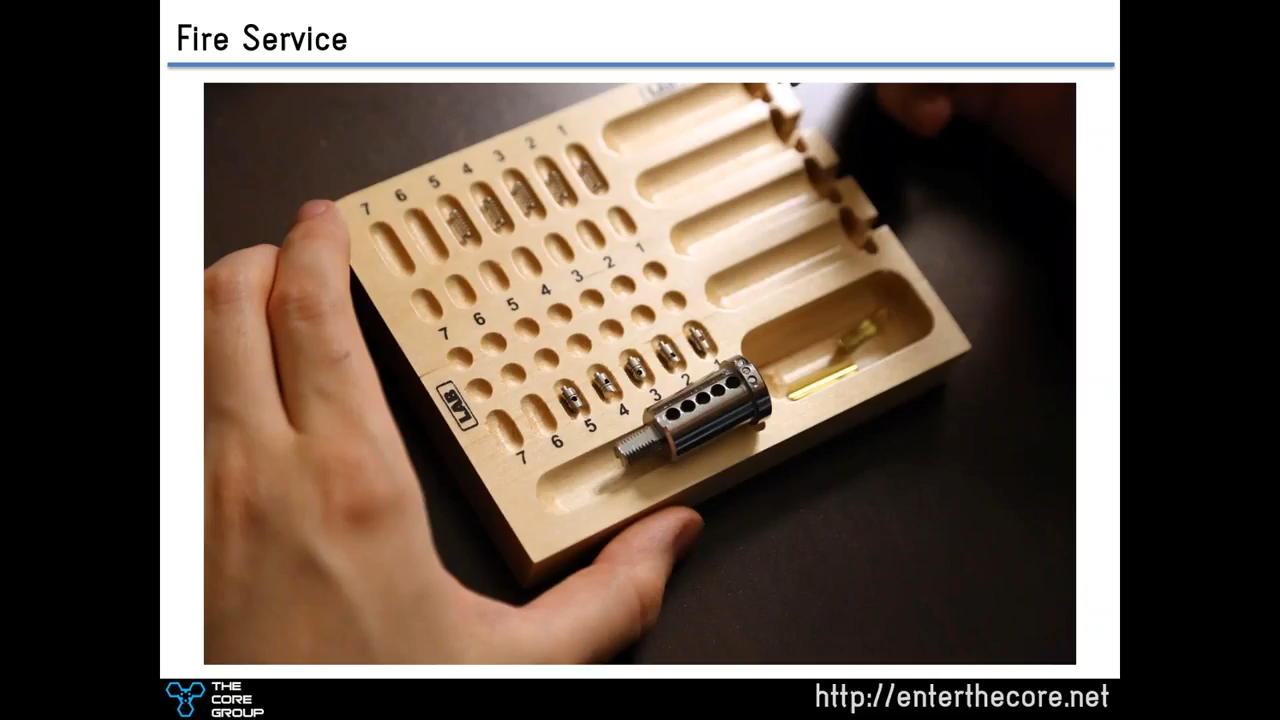 Fire Service
7 6 5 4 3 2 1
7 6 5 4 3 2 1
LAB
7 6 5 4 3 2 1
THE
CORE
GROUP
http://enterthecore.net